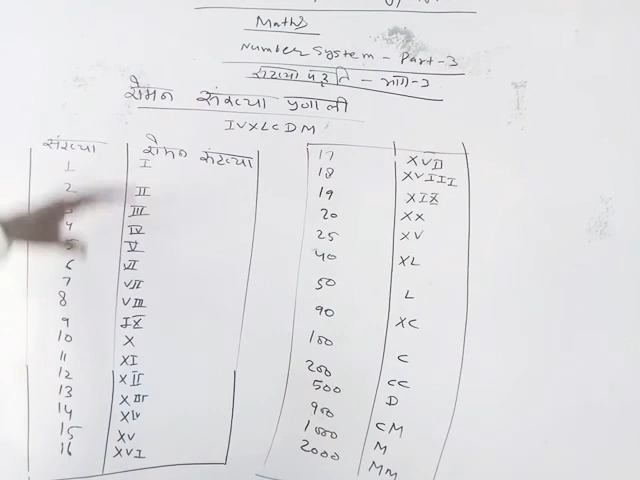 Maths
Number System - Part-3
संख्या पद्धति - भाग-3
रोमन संख्या प्रणाली
I V X L C D M
संख्या रोमन संख्या
1 I
2 II
3 III
4 IV
5 V
6 VI
7 VII
8 VIII
9 IX
10 X
11 XI
12 XII
13 XIII
14 XIV
15 XV
16 XVI
17 XVII
18 XVIII
19 XIX
20 XX
25 XV
40 XL
50 L
90 XC
100 C
200 CC
500 D
900 CM
1000 M
2000 MM